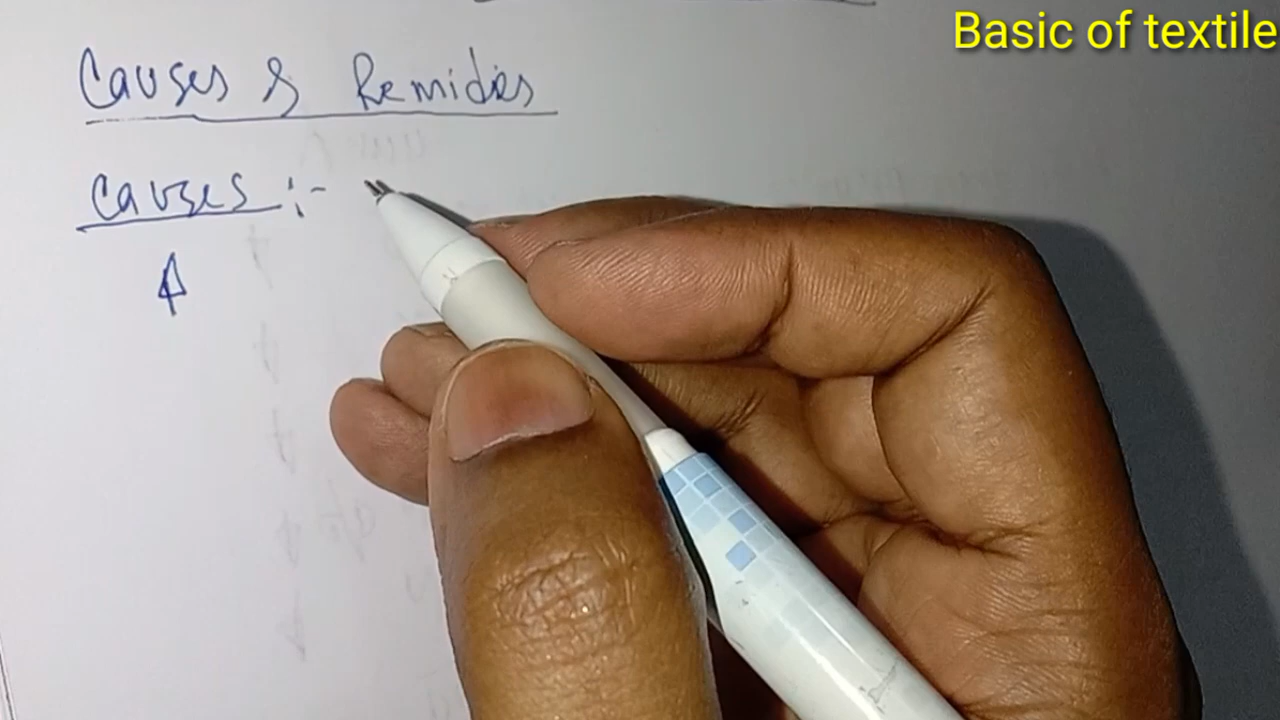 Basic of textile
Causes & Remidies
Causes :-